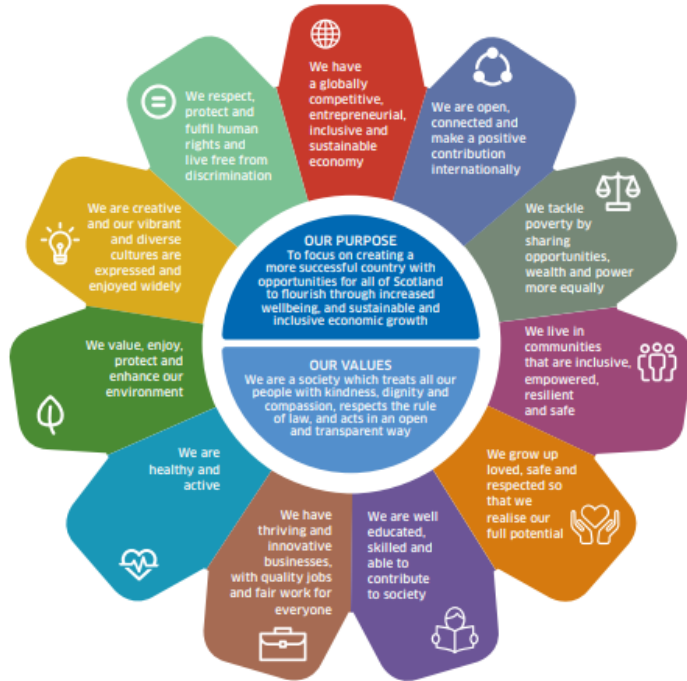 We have
a globally
competitive,
entrepreneurial,
inclusive and
sustainable
economy
We are open,
connected and
make a positive
contribution
internationally
We tackle
poverty by
sharing
opportunities,
wealth and power
more equally
We live in
communities
that are inclusive,
empowered,
resilient
and safe
We grow up
loved, safe and
respected so
that we
realise our
full potential
We are well
educated,
skilled and
able to
contribute
to society
We have
thriving and
innovative
businesses,
with quality jobs
and fair work for
everyone
We are
healthy and
active
We value, enjoy,
protect and
enhance our
environment
We are creative
and our vibrant
and diverse
cultures are
expressed and
enjoyed widely
We respect,
protect and
fulfil human
rights and
live free from
discrimination
OUR PURPOSE
To focus on creating a
more successful country with
opportunities for all of Scotland
to flourish through increased
wellbeing, and sustainable and
inclusive economic growth
OUR VALUES
We are a society which treats all our
people with kindness, dignity and
compassion, respects the rule
of law, and acts in an open
and transparent way